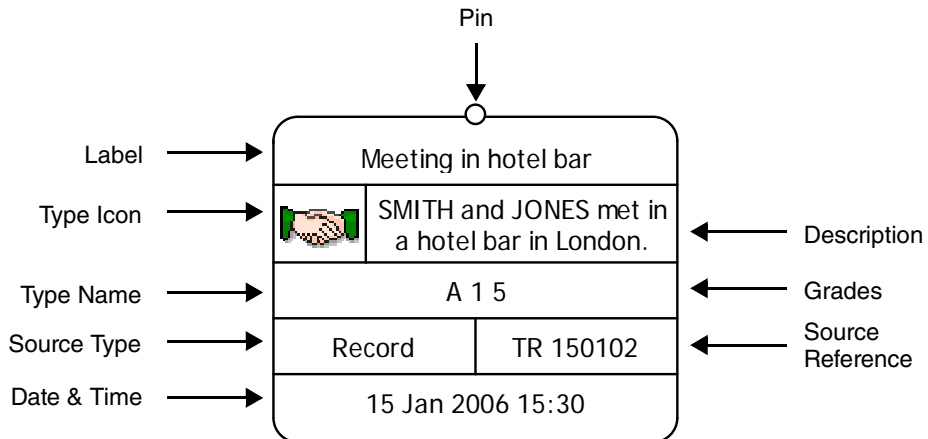 Pin
Label
Meeting in hotel bar
Type Icon
SMITH and JONES met in
a hotel bar in London.
Description
Type Name
A 1 5
Grades
Source Type
Record
TR 150102
Source
Reference
Date & Time
15 Jan 2006 15:30